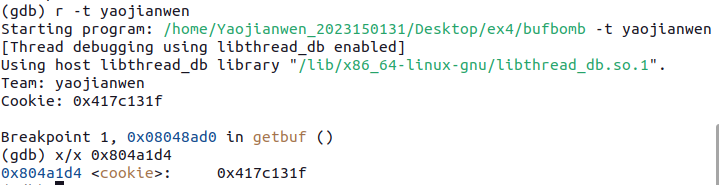 (gdb) r -t yaojianwen
Starting program: /home/Yaojianwen_2023150131/Desktop/ex4/bufbomb -t yaojianwen
[Thread debugging using libthread_db enabled]
Using host libthread_db library "/lib/x86_64-linux-gnu/libthread_db.so.1".
Team: yaojianwen
Cookie: 0x417c131f

Breakpoint 1, 0x08048ad0 in getbuf ()
(gdb) x/x 0x804a1d4
0x804a1d4 <cookie>:     0x417c131f